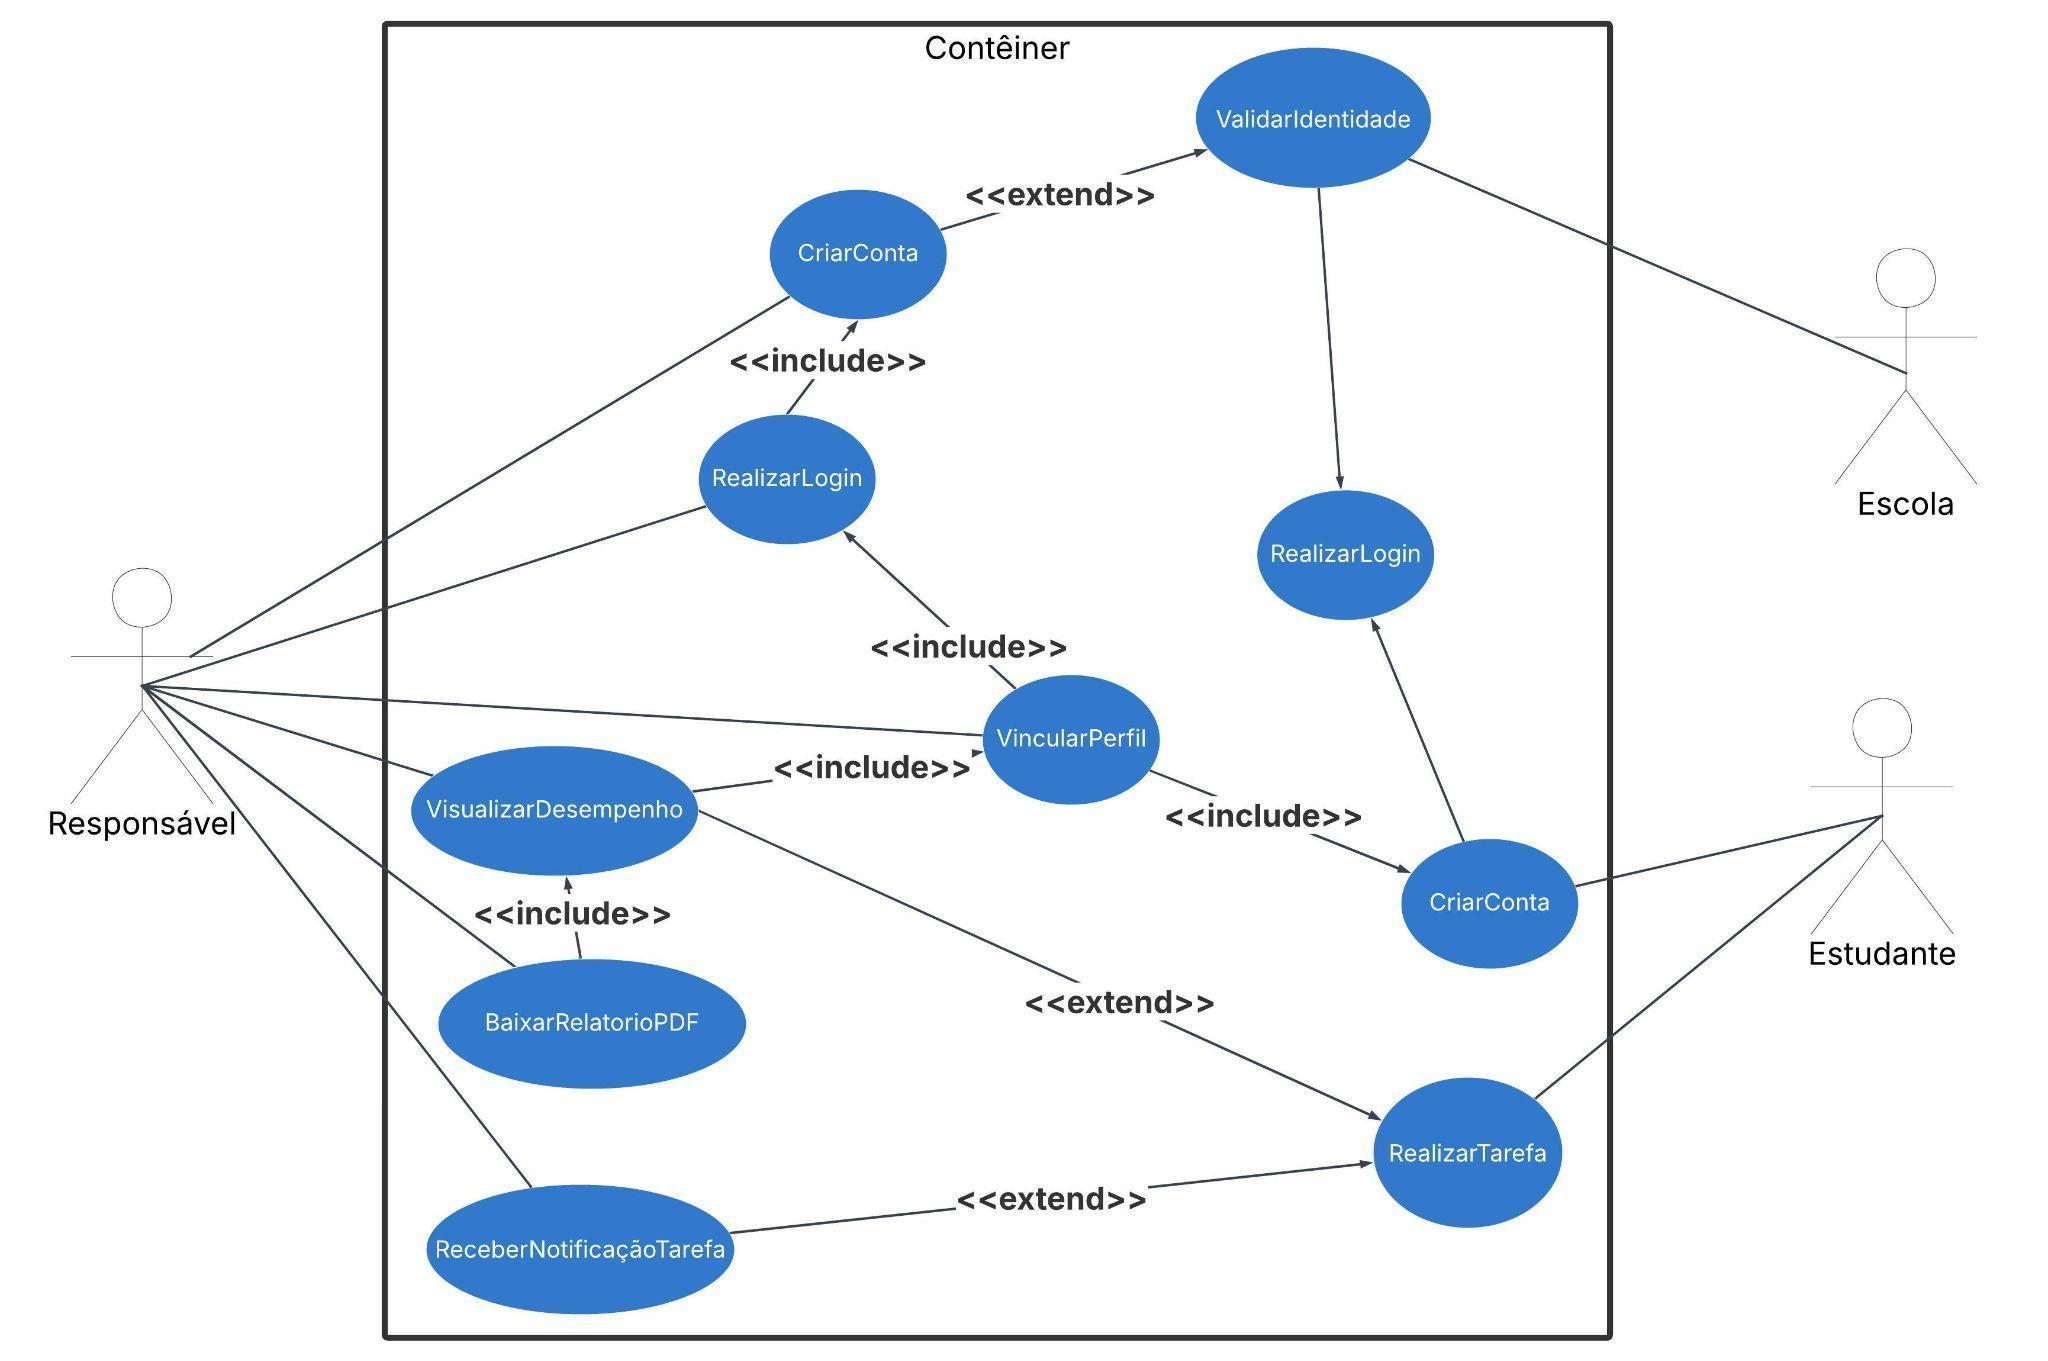 Contêiner
ValidarIdentidade
<<extend>>
CriarConta
<<include>>
RealizarLogin
Escola
RealizarLogin
<<include>>
VincularPerfil
<<include>>
VisualizarDesempenho
Responsável
<<include>>
CriarConta
<<include>>
Estudante
<<extend>>
BaixarRelatorioPDF
RealizarTarefa
<<extend>>
ReceberNotificaçãoTarefa